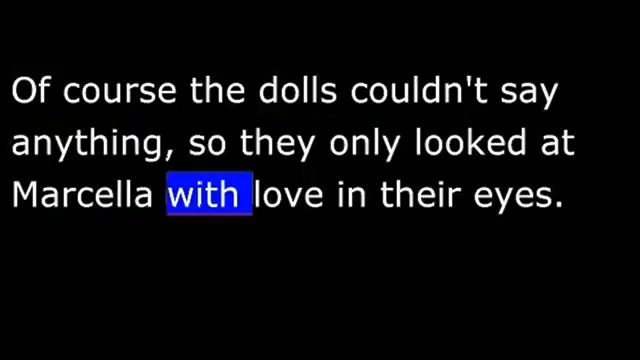 Of course the dolls couldn't say
anything, so they only looked at
Marcella with love in their eyes.